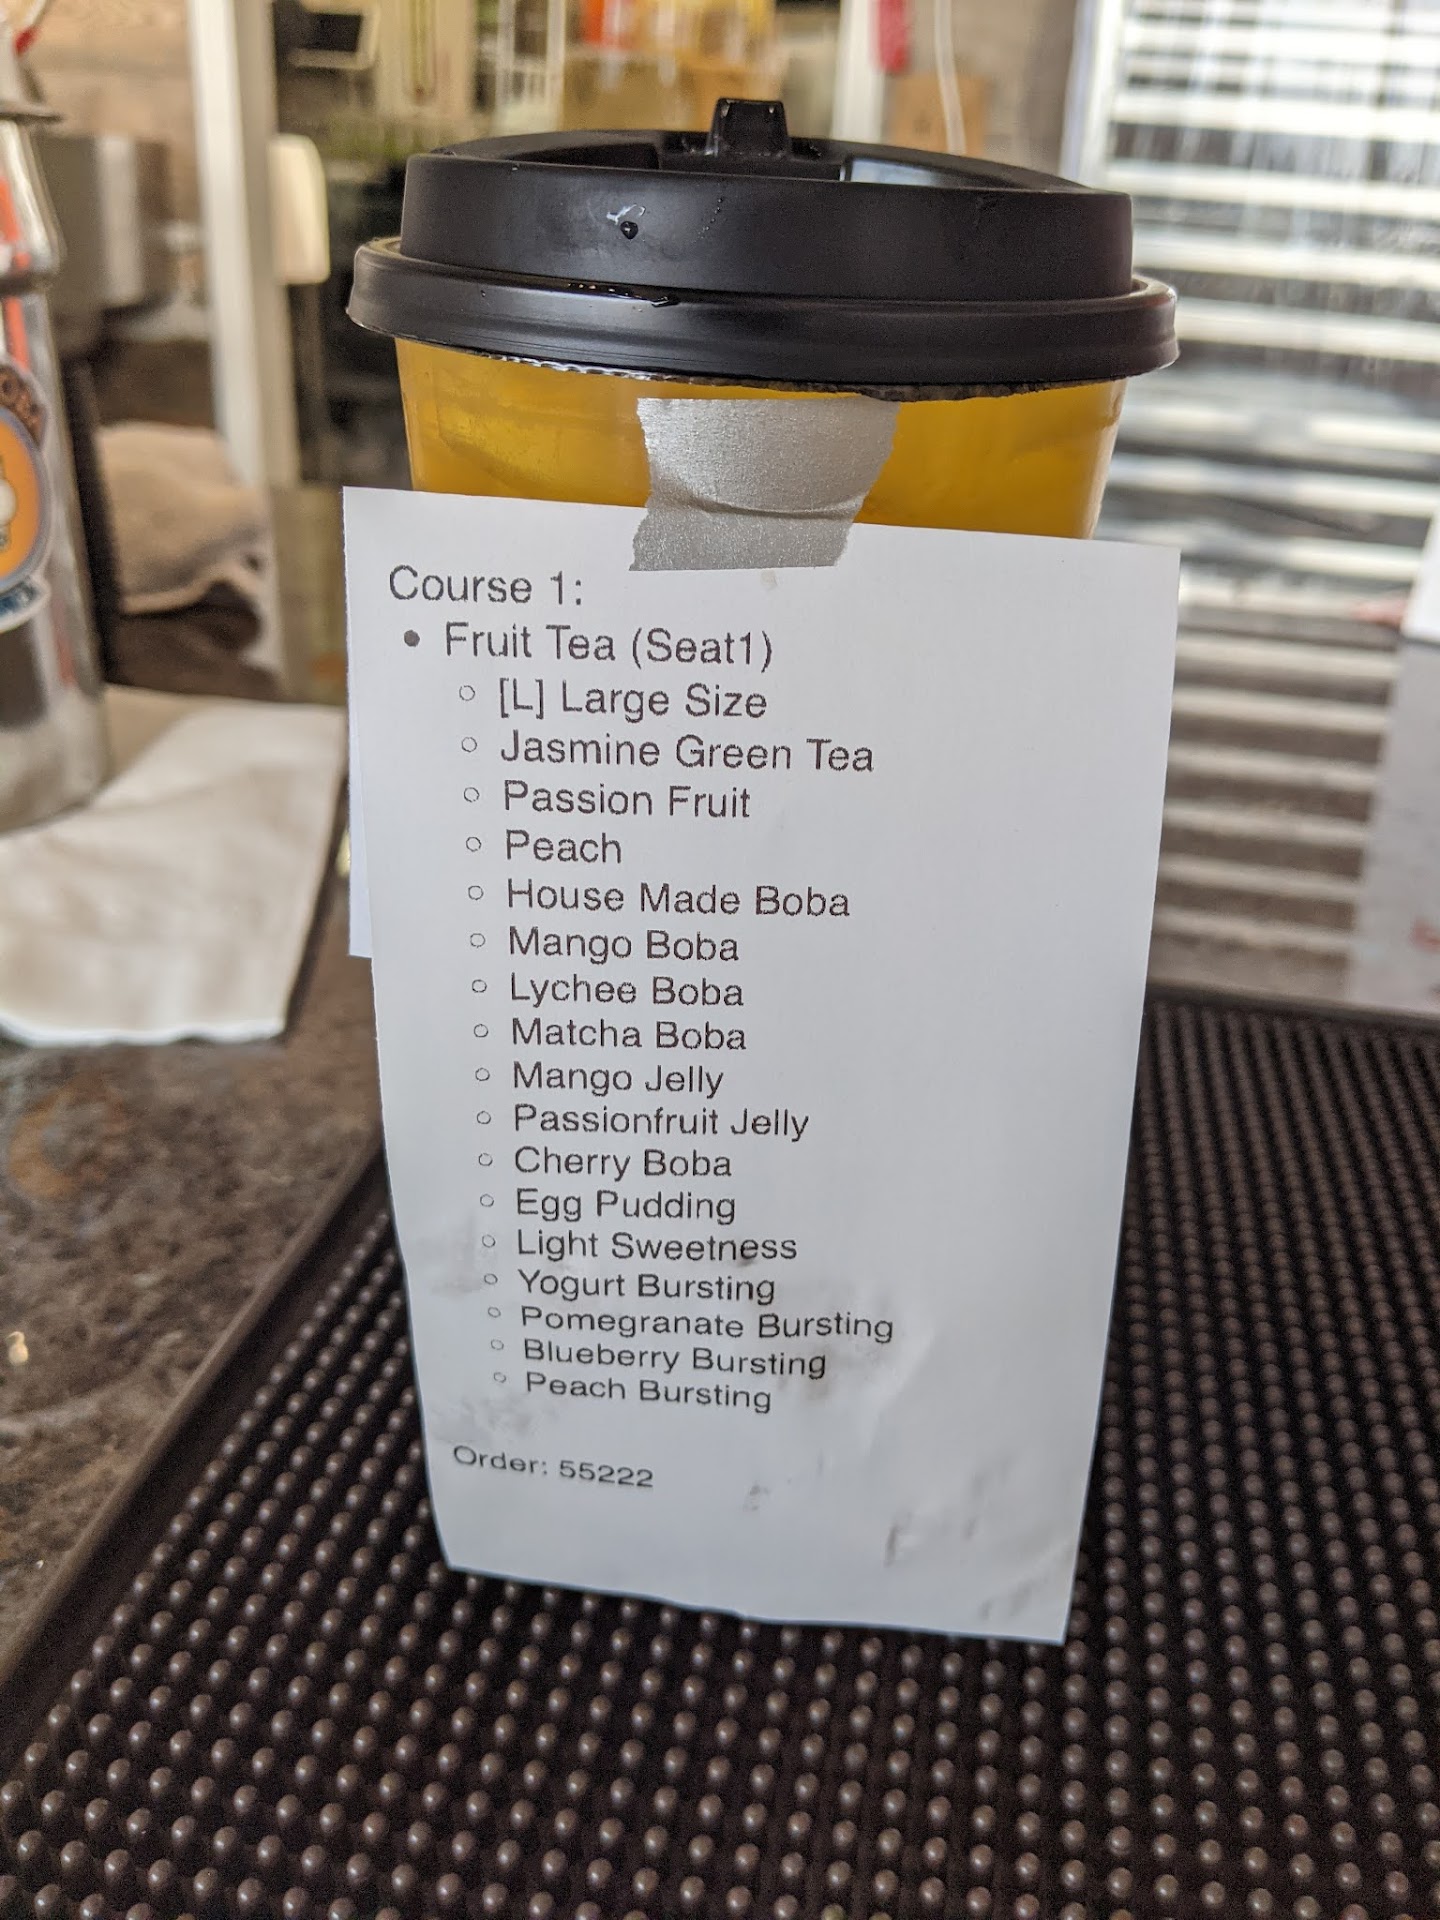 Course 1:
• Fruit Tea (Seat1)
○ [L] Large Size
○ Jasmine Green Tea
○ Passion Fruit
○ Peach
○ House Made Boba
○ Mango Boba
○ Lychee Boba
○ Matcha Boba
○ Mango Jelly
○ Passionfruit Jelly
○ Cherry Boba
○ Egg Pudding
○ Light Sweetness
○ Yogurt Bursting
○ Pomegranate Bursting
○ Blueberry Bursting
○ Peach Bursting
Order: 55222